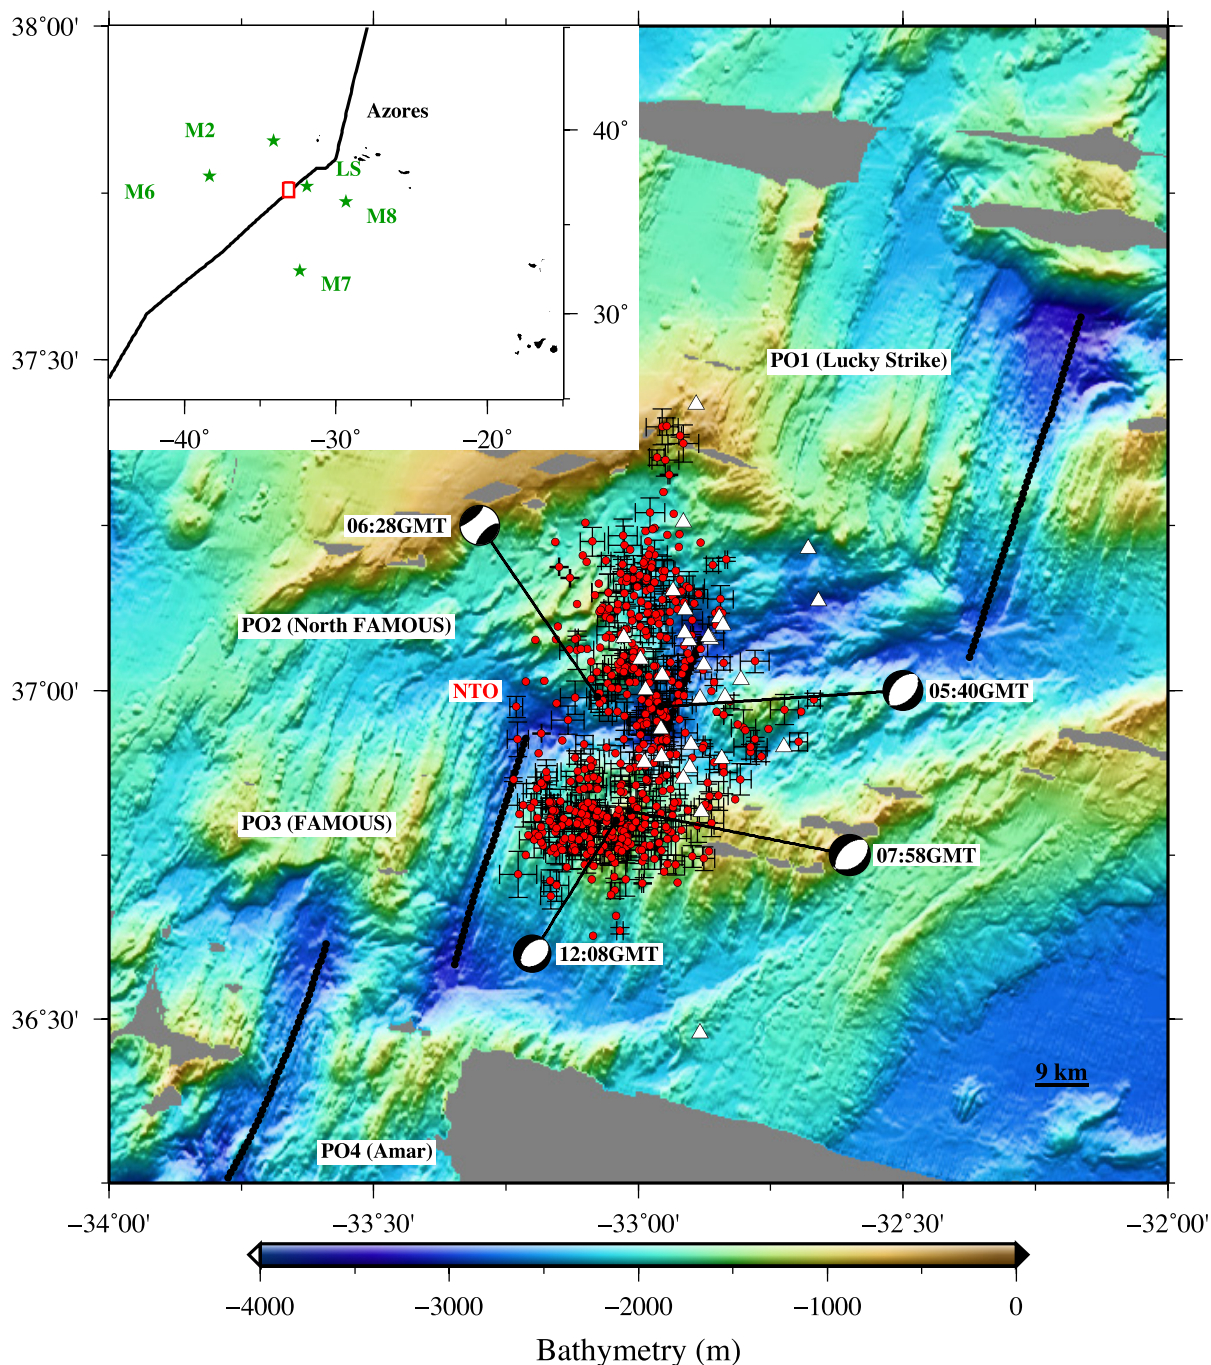 38°00'
Azores
M2
40°
LS
M6
M8
M7
30°
37°30'
PO1 (Lucky Strike)
−40°
−30°
−20°
06:28GMT
PO2 (North FAMOUS)
37°00'
NTO
05:40GMT
PO3 (FAMOUS)
07:58GMT
12:08GMT
36°30'
9 km
PO4 (Amar)
−34°00'
−33°30'
−33°00'
−32°30'
−32°00'
−4000
−3000
−2000
−1000
0
Bathymetry (m)